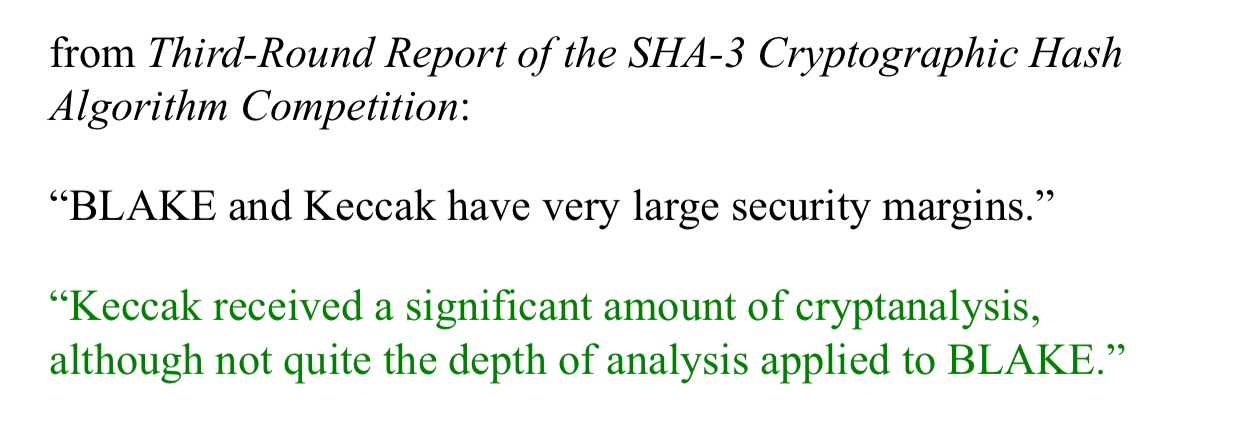 from Third-Round Report of the SHA-3 Cryptographic Hash
Algorithm Competition:
“BLAKE and Keccak have very large security margins.”
“Keccak received a significant amount of cryptanalysis,
although not quite the depth of analysis applied to BLAKE.”